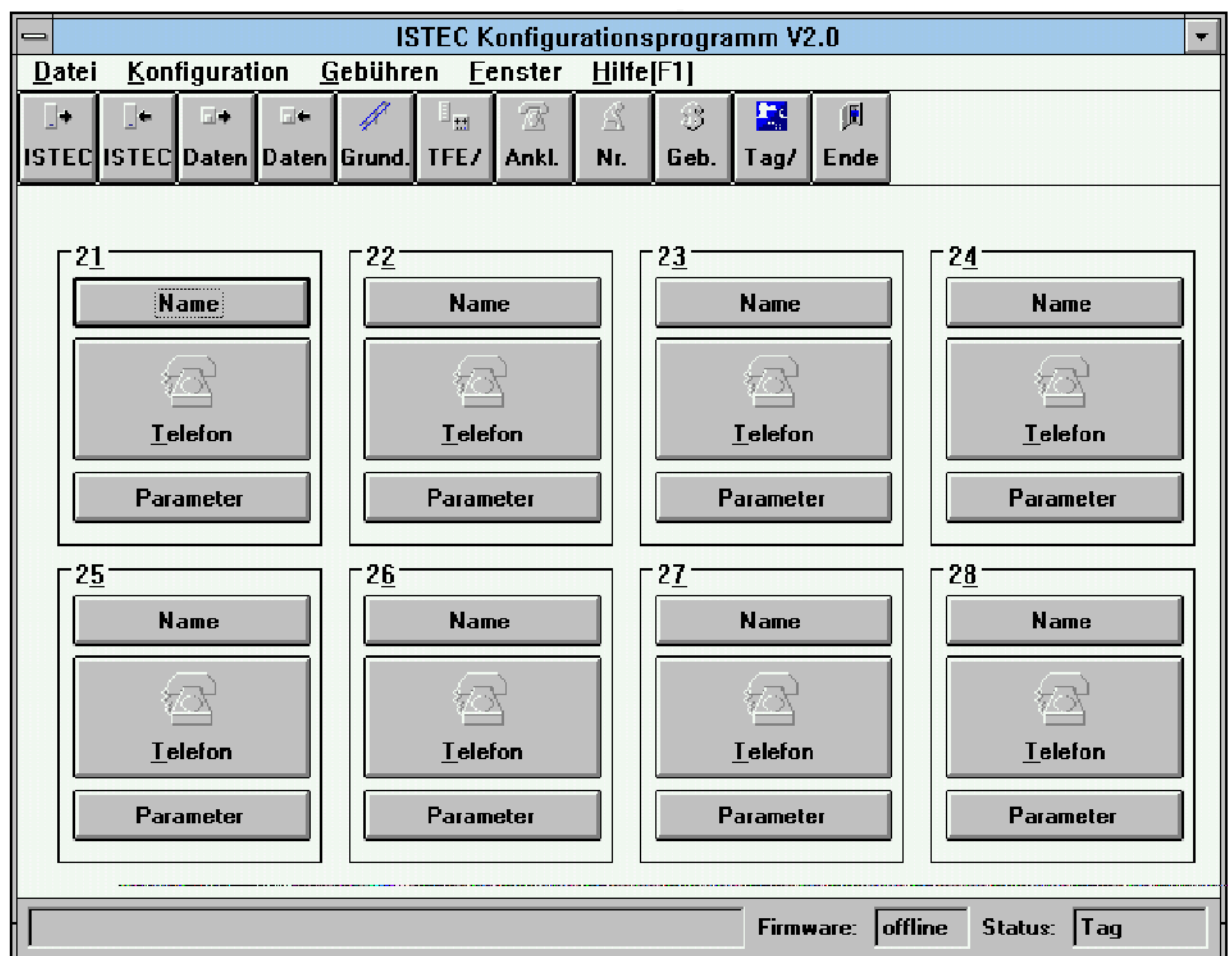 ISTEC Konfigurationsprogramm V2.0
Datei Konfiguration Gebühren Fenster Hilfe[F1]
ISTEC ISTEC Daten Daten Grund. TFE/ Ankl. Nr. Geb. Tag/ Ende
21 22 23 24
Name Name Name Name
Telefon Telefon Telefon Telefon
Parameter Parameter Parameter Parameter
25 26 27 28
Name Name Name Name
Telefon Telefon Telefon Telefon
Parameter Parameter Parameter Parameter
Firmware: offline Status: Tag